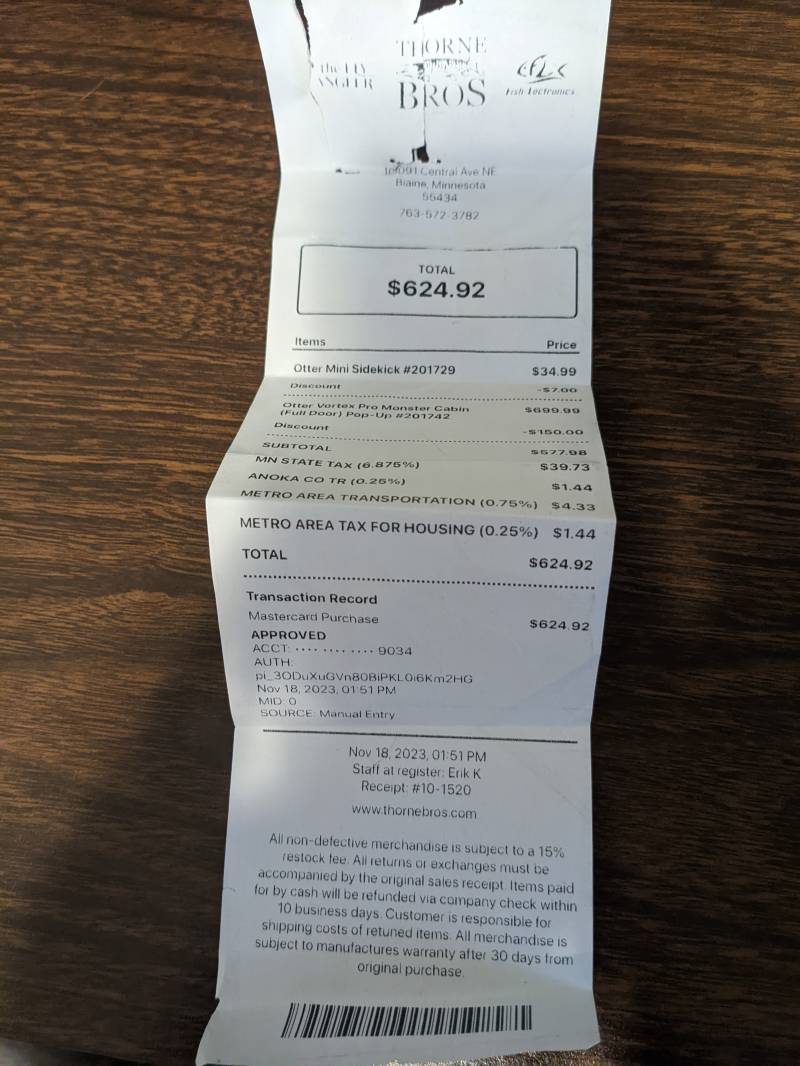 the FLY
ANGLER
THORNE
BROS
Fish Lectronics
10091 Central Ave NE
Blaine, Minnesota
55434
763-572-3782
TOTAL
$624.92
Items Price
Otter Mini Sidekick #201729 $34.99
Discount -$7.00
Otter Vortex Pro Monster Cabin $699.99
(Full Door) Pop-Up #201742
Discount -$150.00
SUBTOTAL $577.98
MN STATE TAX (6.875%) $39.73
ANOKA CO TR (0.25%) $1.44
METRO AREA TRANSPORTATION (0.75%) $4.33
METRO AREA TAX FOR HOUSING (0.25%) $1.44
TOTAL $624.92
Transaction Record
Mastercard Purchase $624.92
APPROVED
ACCT: •••• •••• •••• 9034
AUTH:
pi_3ODuXuGVn80BiPKL0i6Km2HG
Nov 18, 2023, 01:51 PM
MID: 0
SOURCE: Manual Entry
Nov 18, 2023, 01:51 PM
Staff at register: Erik K
Receipt: #10-1520
www.thornebros.com
All non-defective merchandise is subject to a 15%
restock fee. All returns or exchanges must be
accompanied by the original sales receipt. Items paid
for by cash will be refunded via company check within
10 business days. Customer is responsible for
shipping costs of retuned items. All merchandise is
subject to manufactures warranty after 30 days from
original purchase.